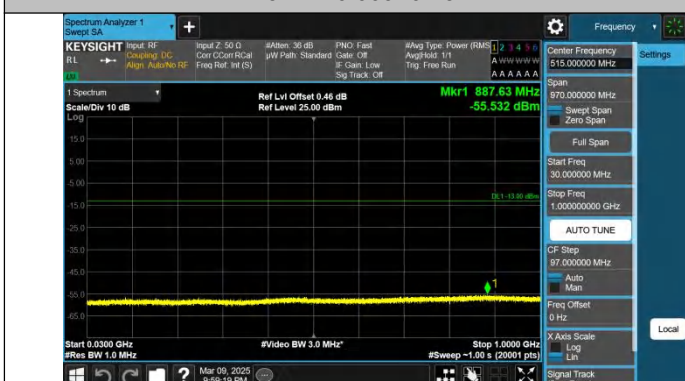 Spectrum Analyzer 1
Swept SA
Frequency
KEYSIGHT
RL
Input: RF
Coupling: DC
Align: Auto/No RF
Input Z: 50 Ω
Corr CCorr RCal
Freq Ref: Int (S)
#Atten: 36 dB
µW Path: Standard
PNO: Fast
Gate: Off
IF Gain: Low
Sig Track: Off
#Avg Type: Power (RMS)
Avg|Hold: 1/1
Trig: Free Run
1 2 3 4 5 6
A W W W W W
A A A A A A
1 Spectrum
Scale/Div 10 dB
Log
Ref Lvl Offset 0.46 dB
Ref Level 25.00 dBm
Mkr1 887.63 MHz
-55.532 dBm
15.0
5.00
-5.00
-15.0
-25.0
-35.0
-45.0
-55.0
-65.0
DL1 -13.00 dBm
1
Start 0.0300 GHz
#Res BW 1.0 MHz
#Video BW 3.0 MHz*
Stop 1.0000 GHz
#Sweep ~1.00 s (20001 pts)
Mar 09, 2025
9:59:19 PM
Center Frequency
515.000000 MHz
Span
970.000000 MHz
Swept Span
Zero Span
Full Span
Start Freq
30.000000 MHz
Stop Freq
1.000000000 GHz
AUTO TUNE
CF Step
97.000000 MHz
Auto
Man
Freq Offset
0 Hz
X Axis Scale
Log
Lin
Signal Track
Settings
Local